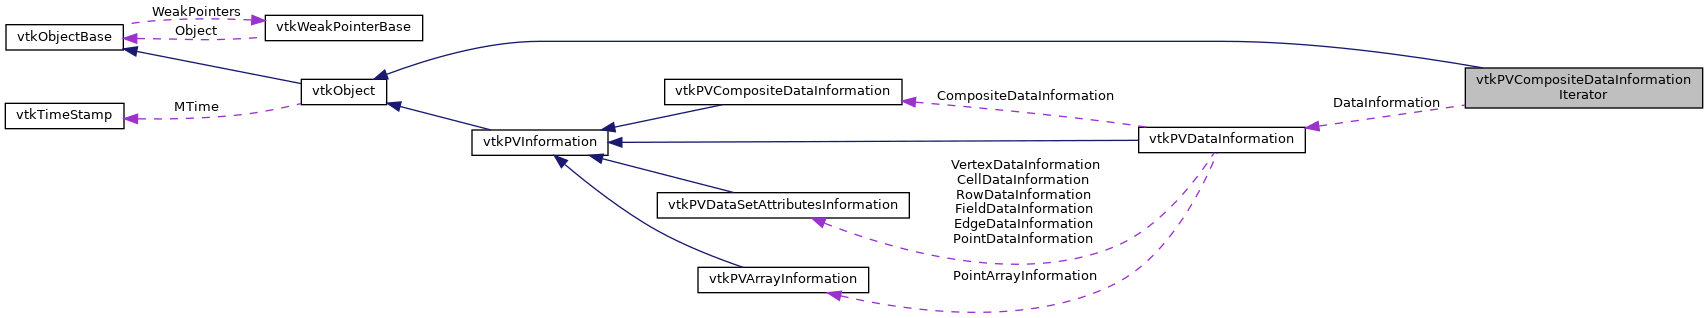 WeakPointers
vtkObjectBase
vtkWeakPointerBase
Object
vtkObject
MTime
vtkTimeStamp
vtkPVCompositeDataInformation
CompositeDataInformation
vtkPVCompositeDataInformation
Iterator
DataInformation
vtkPVInformation
vtkPVDataInformation
VertexDataInformation
CellDataInformation
RowDataInformation
FieldDataInformation
EdgeDataInformation
PointDataInformation
vtkPVDataSetAttributesInformation
PointArrayInformation
vtkPVArrayInformation